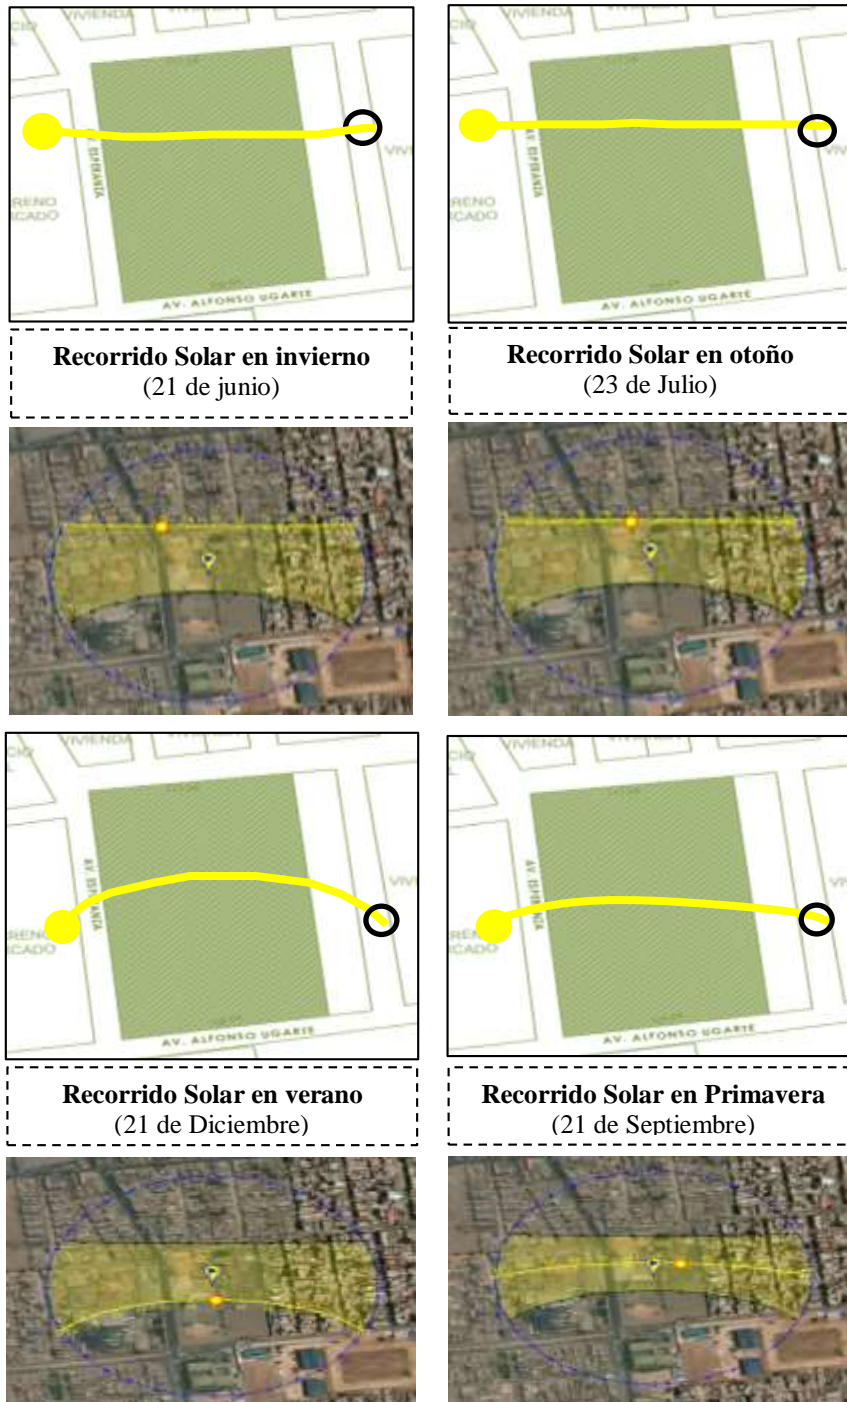 VIVIENDA
VIVIENDA
AV. ESPERANZA
AV. ALFONSO UGARTE
AV. ESPERANZA
AV. ALFONSO UGARTE
Recorrido Solar en invierno
(21 de junio)
Recorrido Solar en otoño
(23 de Julio)
VIVIENDA
VIVIENDA
AV. ESPERANZA
AV. ALFONSO UGARTE
AV. ESPERANZA
AV. ALFONSO UGARTE
Recorrido Solar en verano
(21 de Diciembre)
Recorrido Solar en Primavera
(21 de Septiembre)